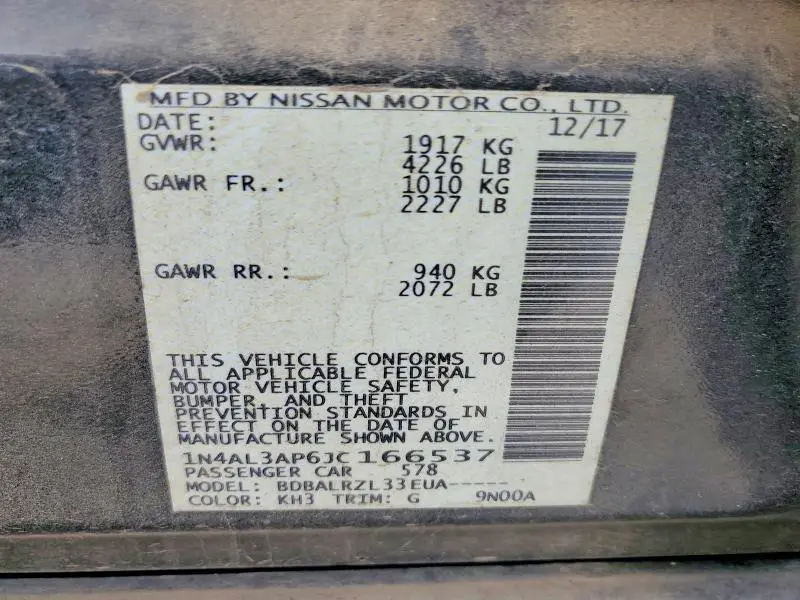 MFD BY NISSAN MOTOR CO., LTD.
DATE: 12/17
GVWR: 1917 KG
4226 LB
GAWR FR.: 1010 KG
2227 LB
GAWR RR.: 940 KG
2072 LB
THIS VEHICLE CONFORMS TO
ALL APPLICABLE FEDERAL
MOTOR VEHICLE SAFETY,
BUMPER, AND THEFT
PREVENTION STANDARDS IN
EFFECT ON THE DATE OF
MANUFACTURE SHOWN ABOVE.
1N4AL3AP6JC166537
PASSENGER CAR 578
MODEL: BDBALRZL33EUA-----
COLOR: KH3 TRIM: G 9N00A